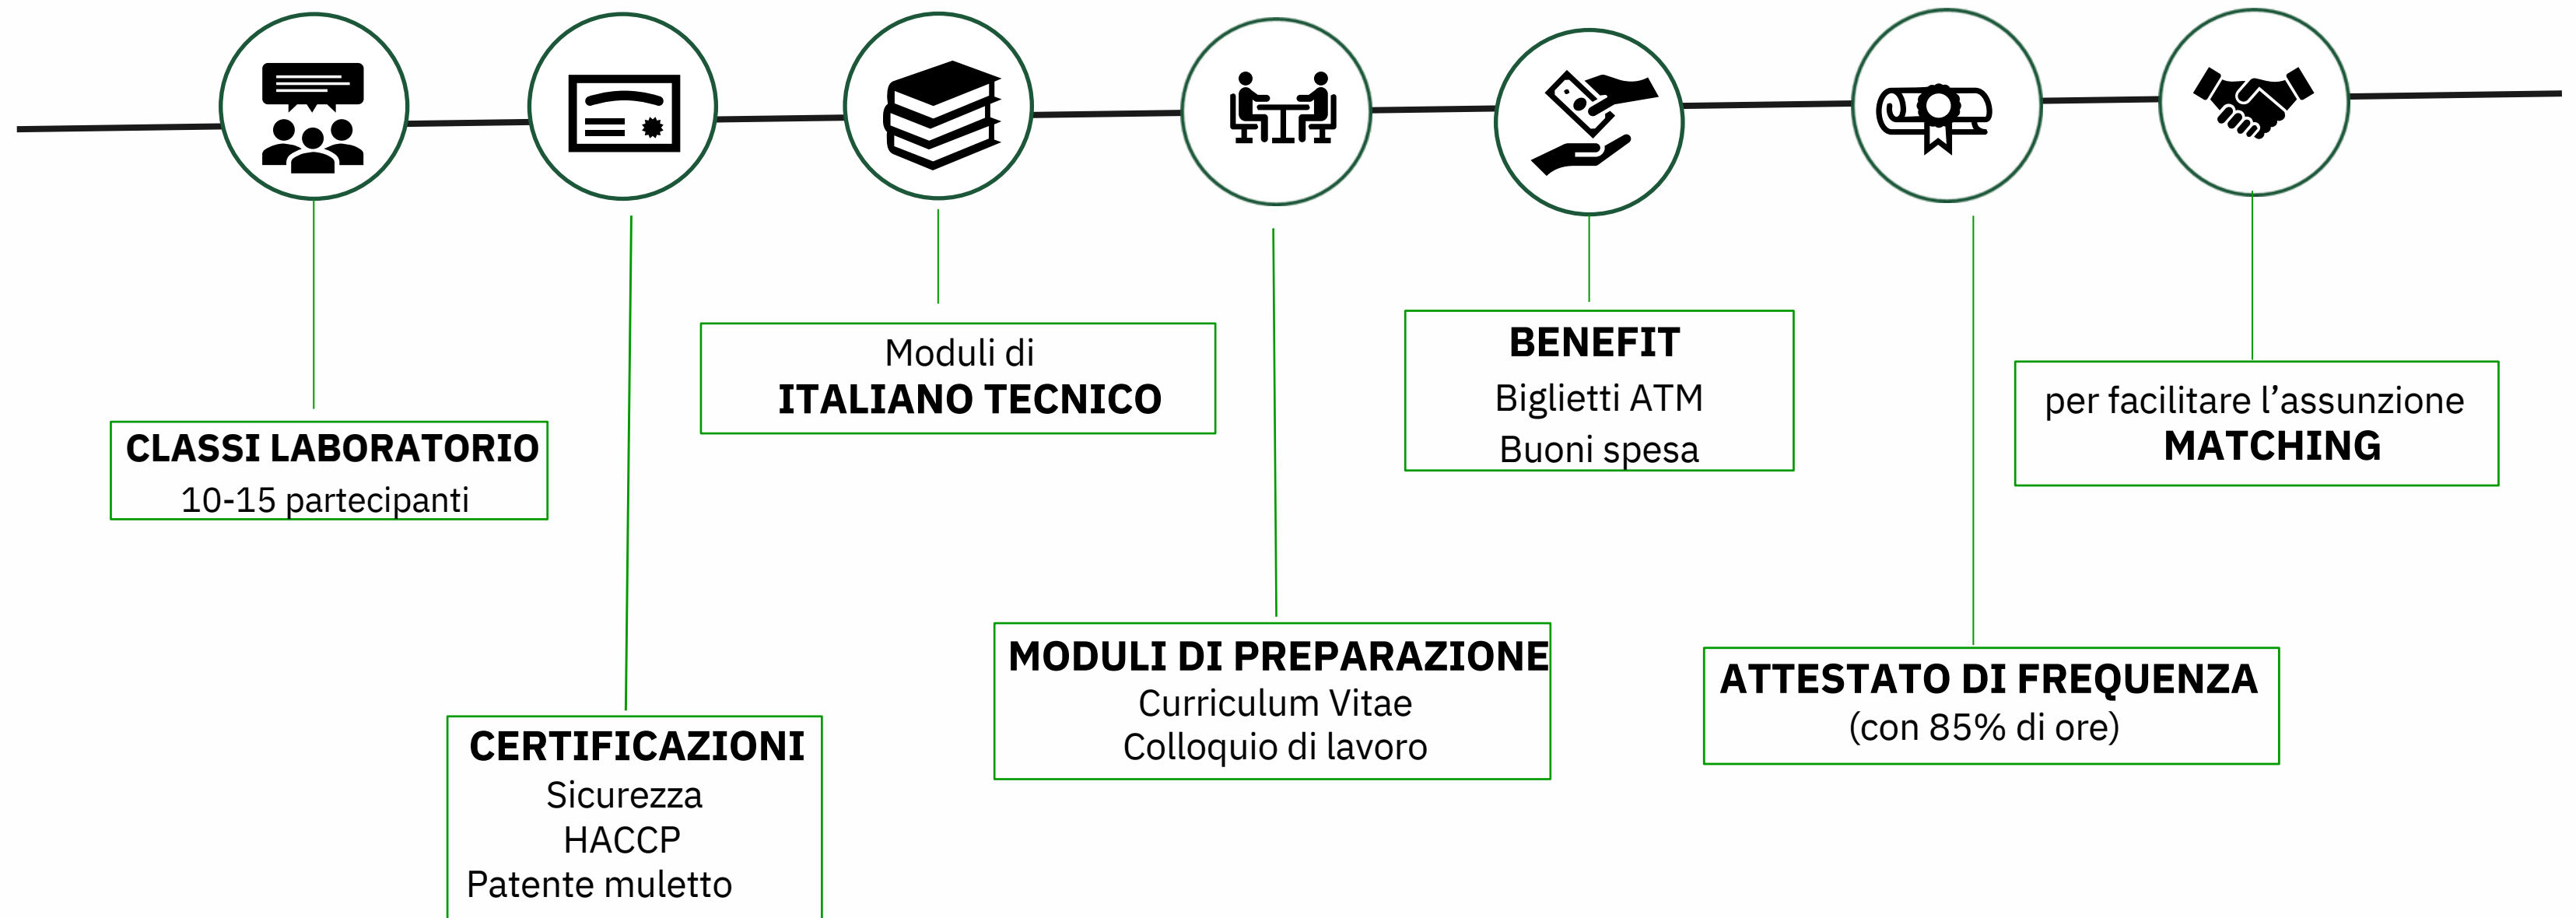 CLASSI LABORATORIO
10-15 partecipanti
CERTIFICAZIONI
Sicurezza
HACCP
Patente muletto
Moduli di
ITALIANO TECNICO
MODULI DI PREPARAZIONE
Curriculum Vitae
Colloquio di lavoro
BENEFIT
Biglietti ATM
Buoni spesa
ATTESTATO DI FREQUENZA
(con 85% di ore)
per facilitare l’assunzione
MATCHING